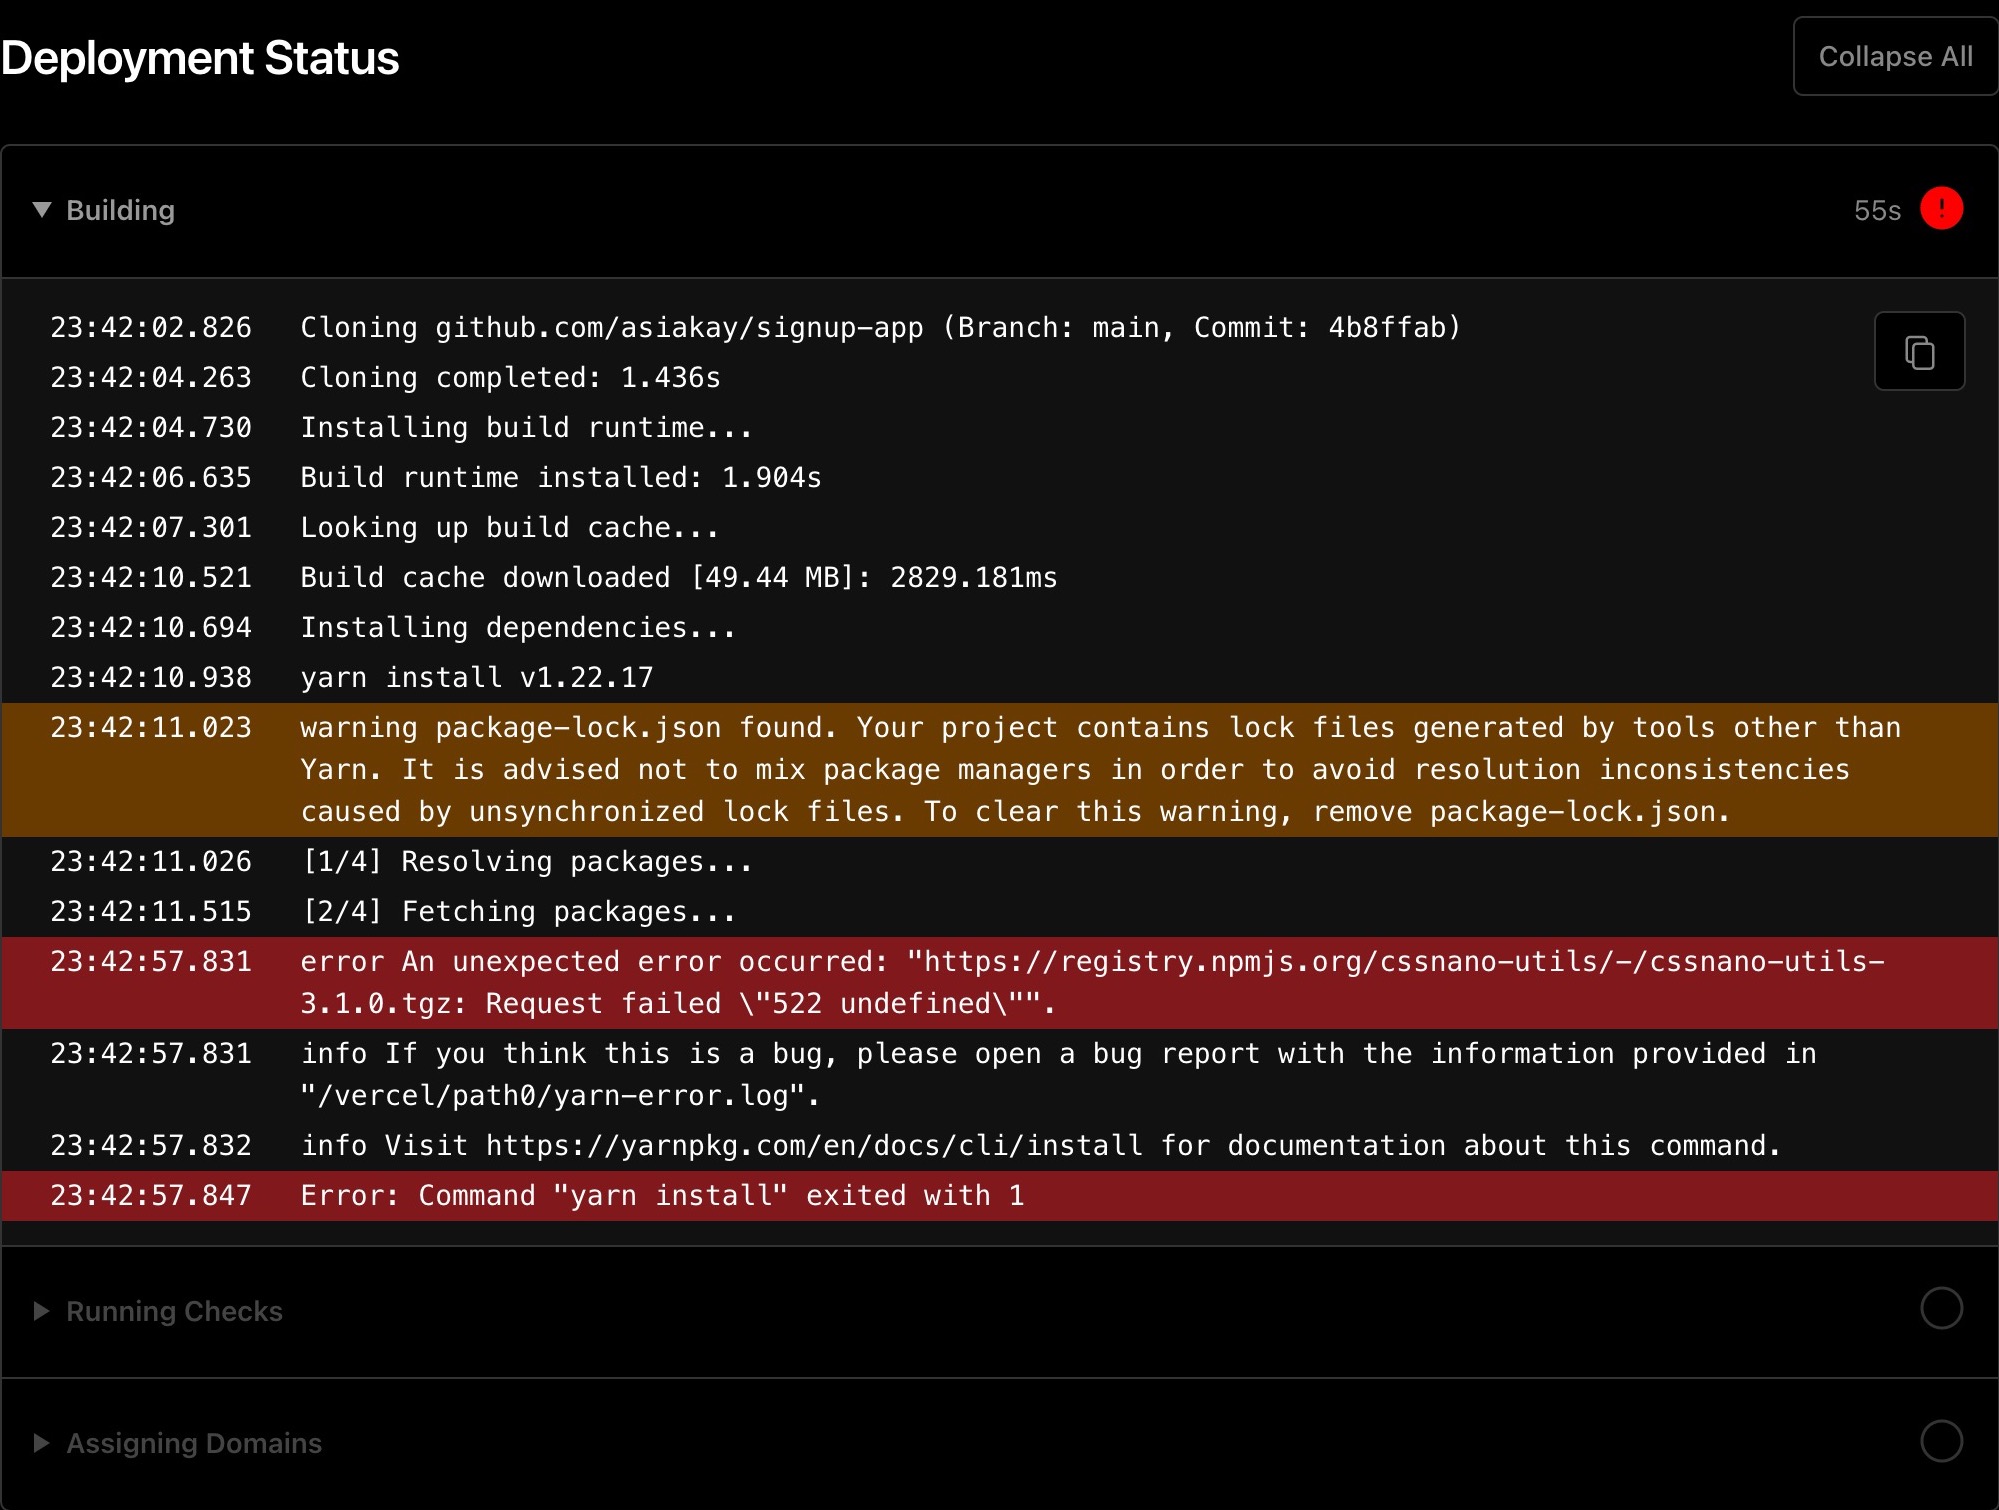 Deployment Status
Collapse All
Building
55s
23:42:02.826 Cloning github.com/asiakay/signup-app (Branch: main, Commit: 4b8ffab)
23:42:04.263 Cloning completed: 1.436s
23:42:04.730 Installing build runtime...
23:42:06.635 Build runtime installed: 1.904s
23:42:07.301 Looking up build cache...
23:42:10.521 Build cache downloaded [49.44 MB]: 2829.181ms
23:42:10.694 Installing dependencies...
23:42:10.938 yarn install v1.22.17
23:42:11.023 warning package-lock.json found. Your project contains lock files generated by tools other than
Yarn. It is advised not to mix package managers in order to avoid resolution inconsistencies
caused by unsynchronized lock files. To clear this warning, remove package-lock.json.
23:42:11.026 [1/4] Resolving packages...
23:42:11.515 [2/4] Fetching packages...
23:42:57.831 error An unexpected error occurred: "https://registry.npmjs.org/cssnano-utils/-/cssnano-utils-
3.1.0.tgz: Request failed \"522 undefined\"".
23:42:57.831 info If you think this is a bug, please open a bug report with the information provided in
"/vercel/path0/yarn-error.log".
23:42:57.832 info Visit https://yarnpkg.com/en/docs/cli/install for documentation about this command.
23:42:57.847 Error: Command "yarn install" exited with 1
Running Checks
Assigning Domains